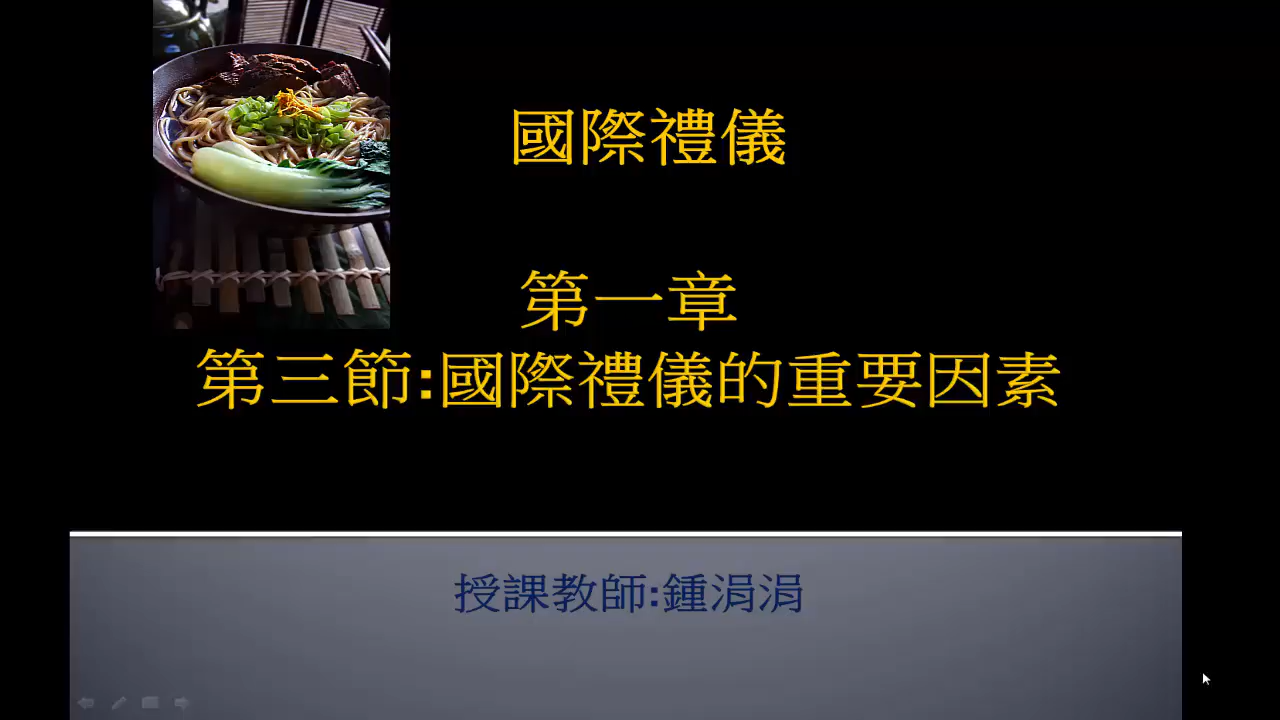 國際禮儀
第一章
第三節:國際禮儀的重要因素
授課教師:鍾涓涓